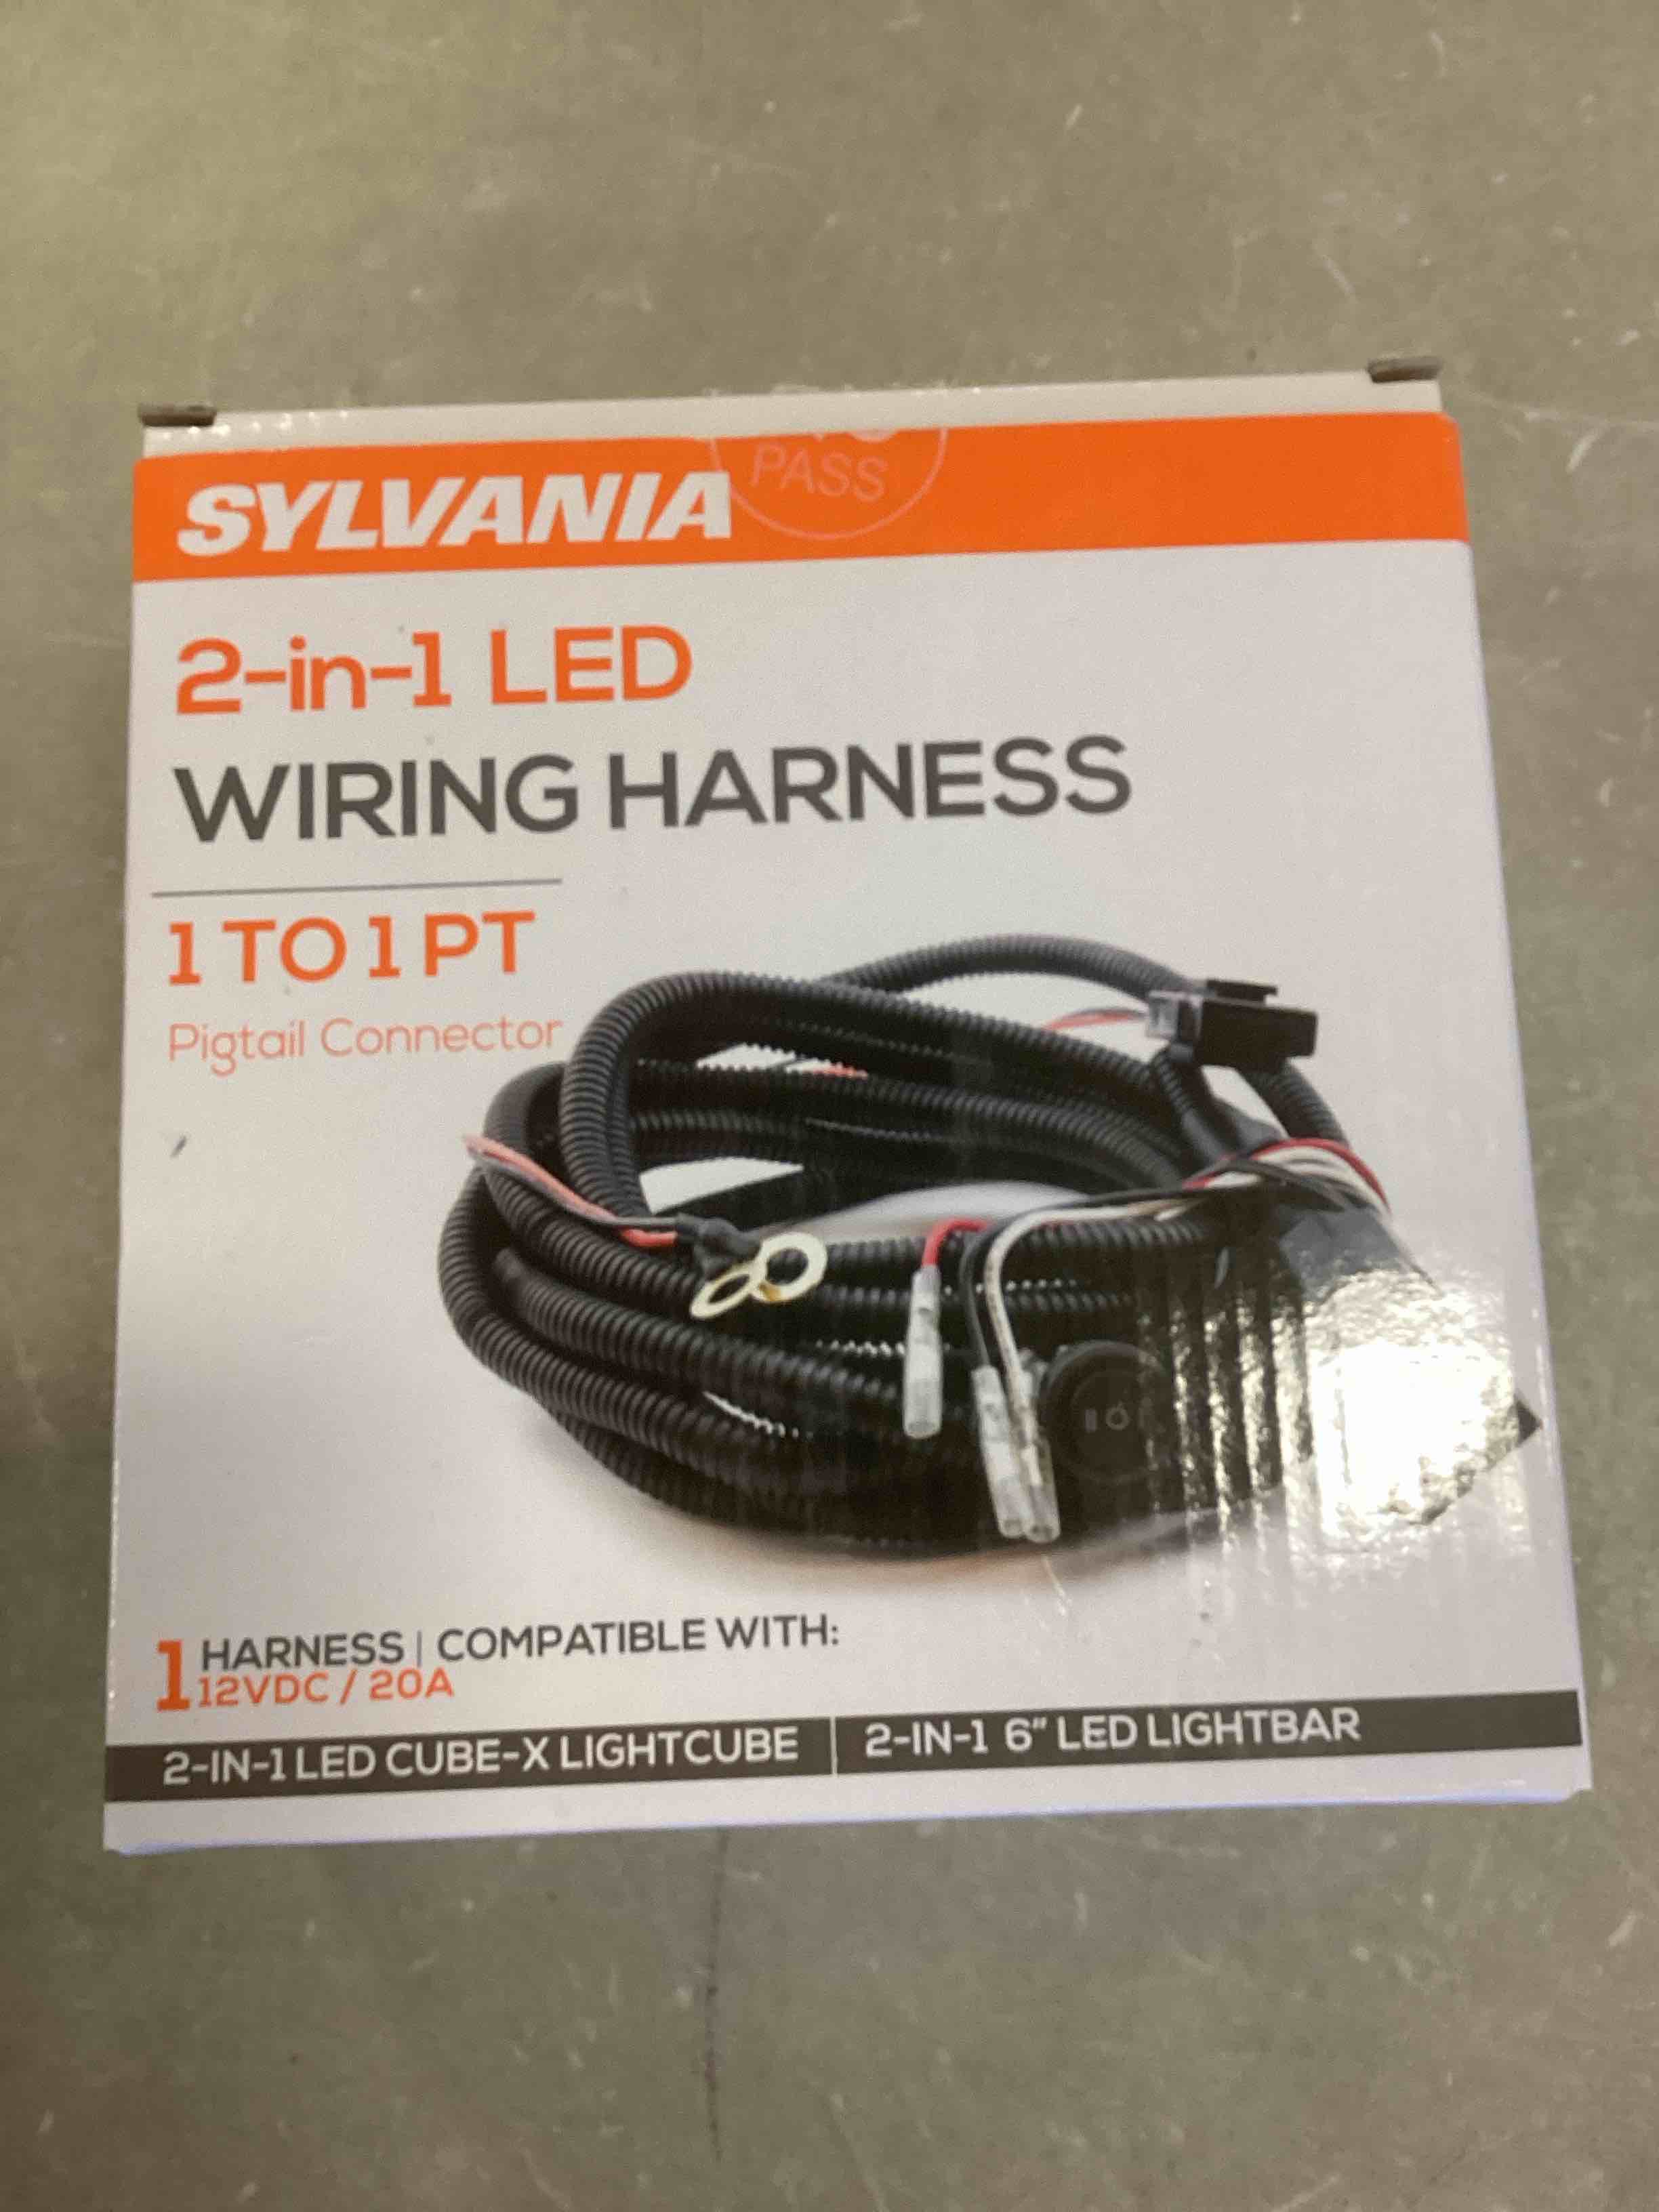 PASS
SYLVANIA
2-in-1 LED
WIRING HARNESS
1 TO 1 PT
Pigtail Connector
1 HARNESS | COMPATIBLE WITH:
12VDC / 20A
2-IN-1 LED CUBE-X LIGHTCUBE | 2-IN-1 6" LED LIGHTBAR